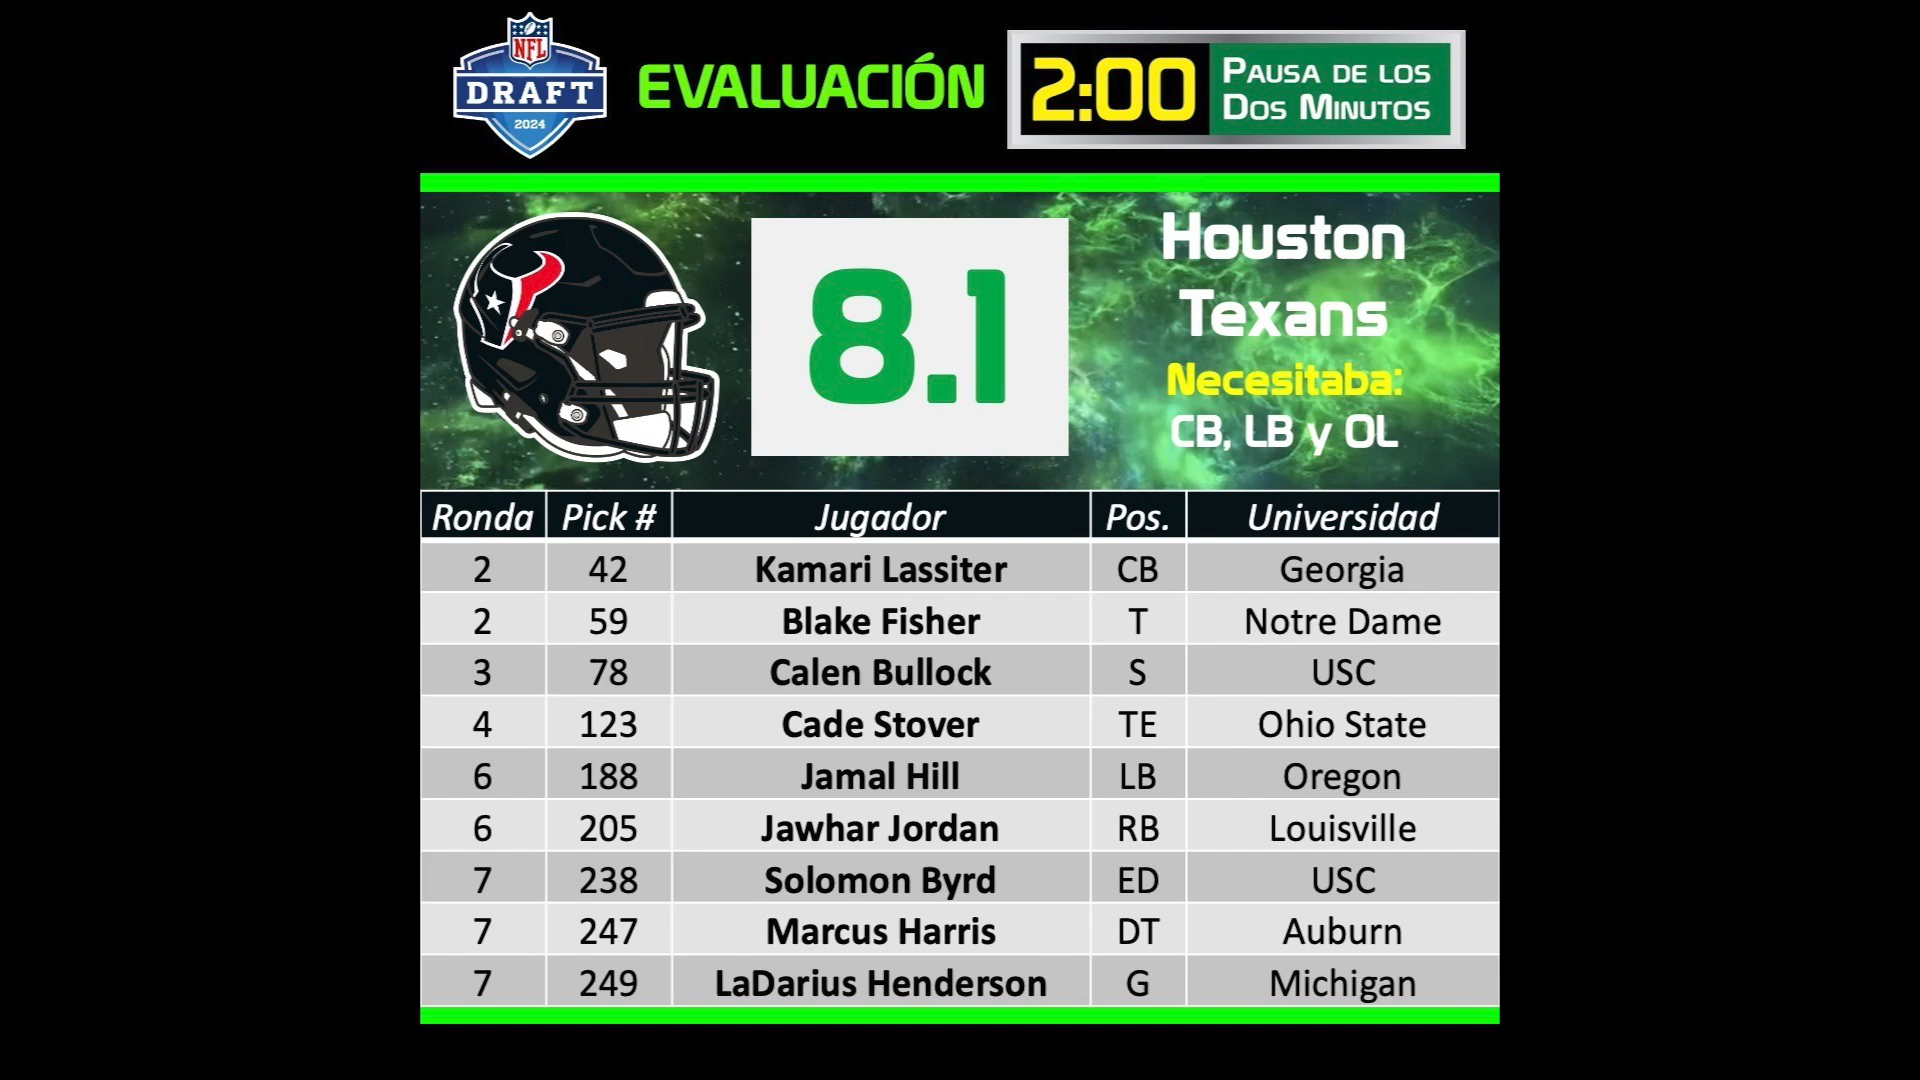 NFL
DRAFT
2024
EVALUACIÓN
2:00
PAUSA DE LOS
DOS MINUTOS
8.1
Houston
Texans
Necesitaba:
CB, LB y OL
Ronda Pick # Jugador Pos. Universidad
2 42 Kamari Lassiter CB Georgia
2 59 Blake Fisher T Notre Dame
3 78 Calen Bullock S USC
4 123 Cade Stover TE Ohio State
6 188 Jamal Hill LB Oregon
6 205 Jawhar Jordan RB Louisville
7 238 Solomon Byrd ED USC
7 247 Marcus Harris DT Auburn
7 249 LaDarius Henderson G Michigan